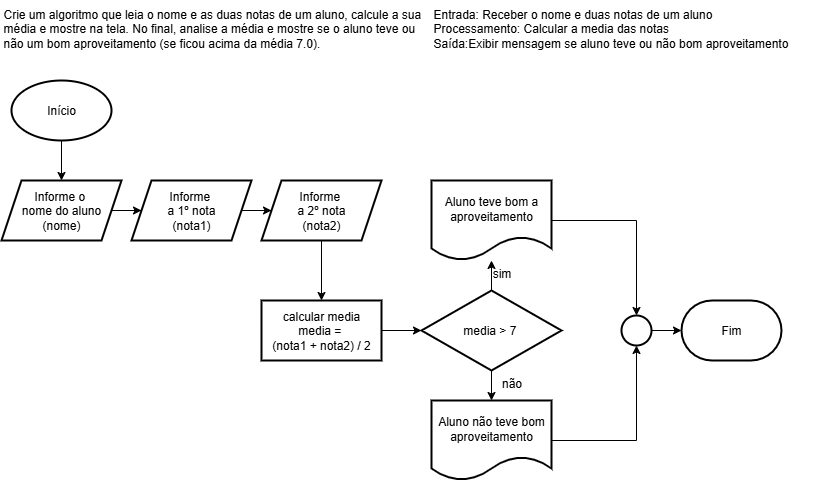 Crie um algoritmo que leia o nome e as duas notas de um aluno, calcule a sua
média e mostre na tela. No final, analise a média e mostre se o aluno teve ou
não um bom aproveitamento (se ficou acima da média 7.0).
Entrada: Receber o nome e duas notas de um aluno
Processamento: Calcular a media das notas
Saída:Exibir mensagem se aluno teve ou não bom aproveitamento
Início
Informe o
nome do aluno
(nome)
Informe
a 1º nota
(nota1)
Informe
a 2º nota
(nota2)
calcular media
media =
(nota1 + nota2) / 2
media > 7
sim
Aluno teve bom a
aproveitamento
não
Aluno não teve bom
aproveitamento
Fim